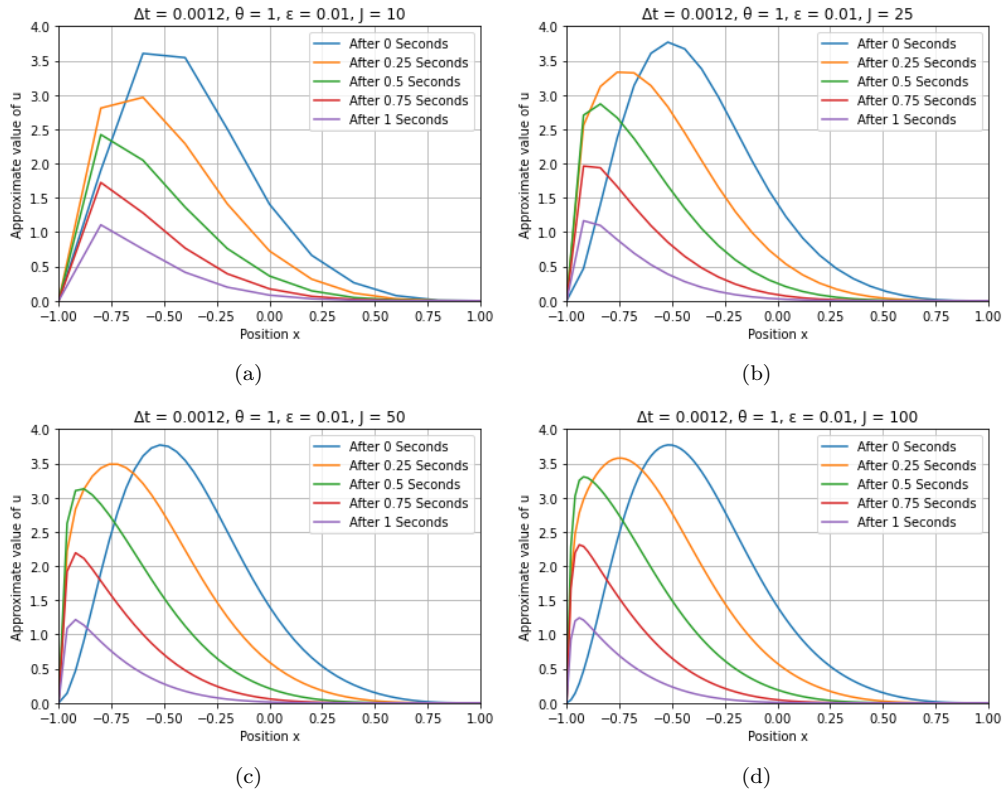 Δt = 0.0012, θ = 1, ε = 0.01, J = 10
Approximate value of u
4.0
3.5
3.0
2.5
2.0
1.5
1.0
0.5
0.0
After 0 Seconds
After 0.25 Seconds
After 0.5 Seconds
After 0.75 Seconds
After 1 Seconds
−1.00 −0.75 −0.50 −0.25 0.00 0.25 0.50 0.75 1.00
Position x
(a)
Δt = 0.0012, θ = 1, ε = 0.01, J = 25
Approximate value of u
4.0
3.5
3.0
2.5
2.0
1.5
1.0
0.5
0.0
After 0 Seconds
After 0.25 Seconds
After 0.5 Seconds
After 0.75 Seconds
After 1 Seconds
−1.00 −0.75 −0.50 −0.25 0.00 0.25 0.50 0.75 1.00
Position x
(b)
Δt = 0.0012, θ = 1, ε = 0.01, J = 50
Approximate value of u
4.0
3.5
3.0
2.5
2.0
1.5
1.0
0.5
0.0
After 0 Seconds
After 0.25 Seconds
After 0.5 Seconds
After 0.75 Seconds
After 1 Seconds
−1.00 −0.75 −0.50 −0.25 0.00 0.25 0.50 0.75 1.00
Position x
(c)
Δt = 0.0012, θ = 1, ε = 0.01, J = 100
Approximate value of u
4.0
3.5
3.0
2.5
2.0
1.5
1.0
0.5
0.0
After 0 Seconds
After 0.25 Seconds
After 0.5 Seconds
After 0.75 Seconds
After 1 Seconds
−1.00 −0.75 −0.50 −0.25 0.00 0.25 0.50 0.75 1.00
Position x
(d)